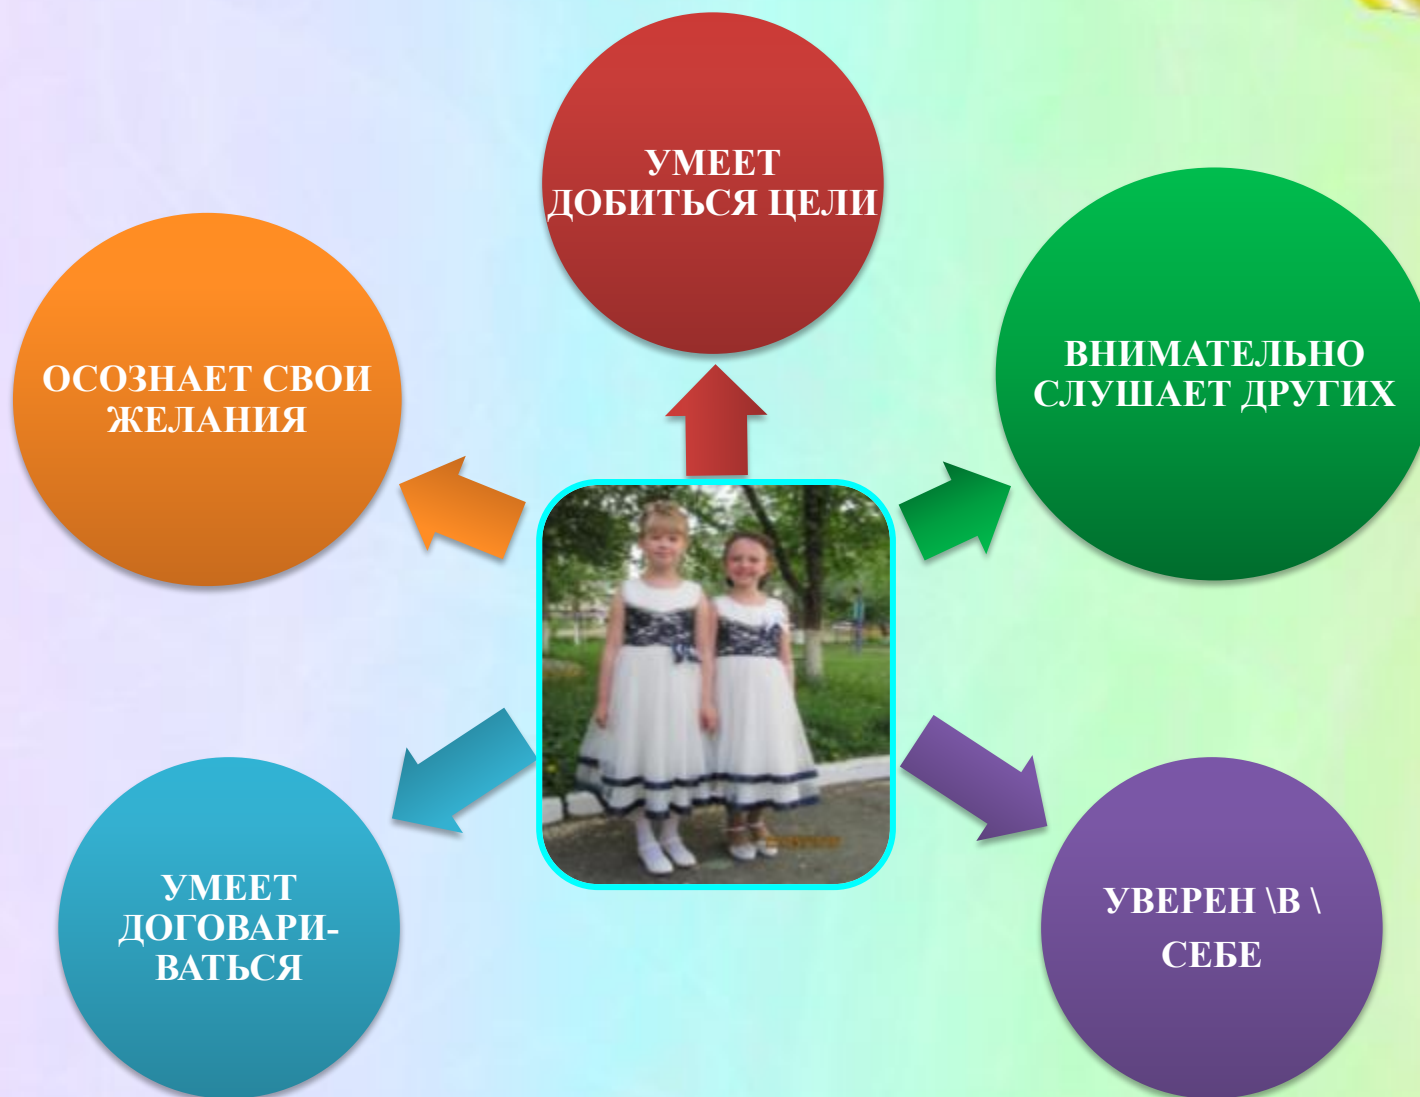 УМЕЕТ
ДОБИТЬСЯ ЦЕЛИ
ОСОЗНАЕТ СВОИ
ЖЕЛАНИЯ
ВНИМАТЕЛЬНО
СЛУШАЕТ ДРУГИХ
УМЕЕТ
ДОГОВАРИ-
ВАТЬСЯ
УВЕРЕН \В \
СЕБЕ